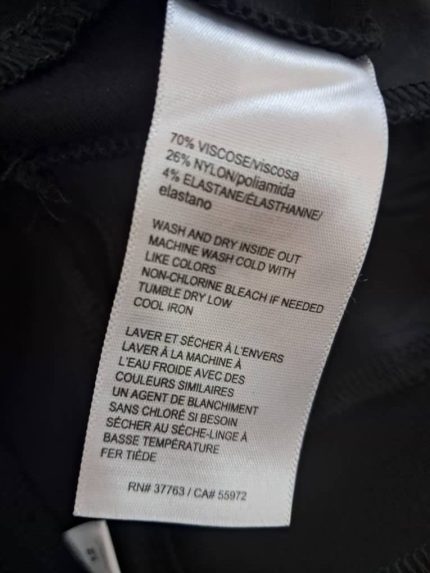 70% VISCOSE/viscosa
26% NYLON/poliamida
4% ELASTANE/ÉLASTHANNE/
elastano
WASH AND DRY INSIDE OUT
MACHINE WASH COLD WITH
LIKE COLORS
NON-CHLORINE BLEACH IF NEEDED
TUMBLE DRY LOW
COOL IRON
LAVER ET SÉCHER À L'ENVERS
LAVER À LA MACHINE À
L'EAU FROIDE AVEC DES
COULEURS SIMILAIRES
UN AGENT DE BLANCHIMENT
SANS CHLORÉ SI BESOIN
SÉCHER AU SÈCHE-LINGE À
BASSE TEMPÉRATURE
FER TIÈDE
RN# 37763 / CA# 55972